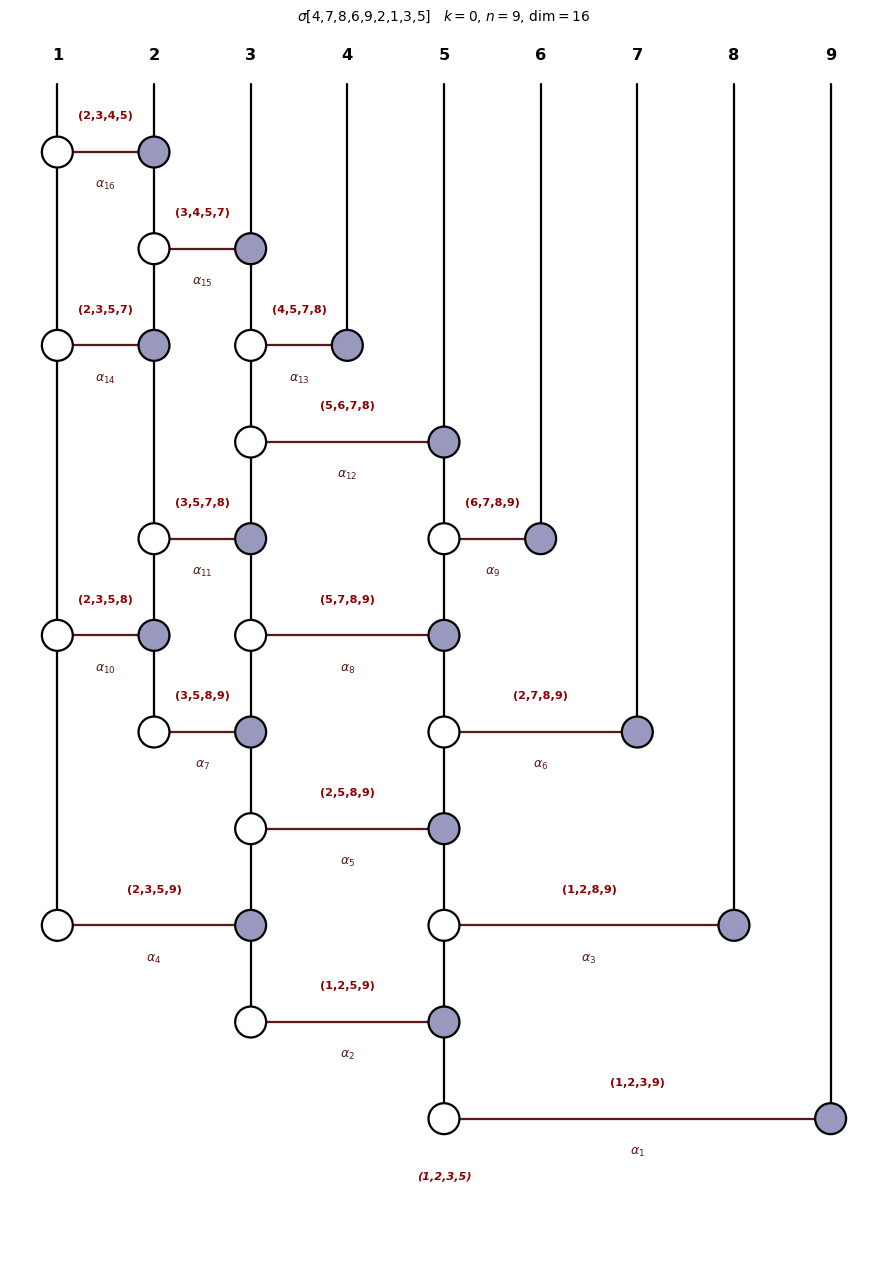 σ[4,7,8,6,9,2,1,3,5]   k = 0, n = 9, dim = 16
1 2 3 4 5 6 7 8 9
(2,3,4,5)
α₁₆
(3,4,5,7)
α₁₅
(2,3,5,7) (4,5,7,8)
α₁₄ α₁₃
(5,6,7,8)
α₁₂
(3,5,7,8) (6,7,8,9)
α₁₁ α₉
(2,3,5,8) (5,7,8,9)
α₁₀ α₈
(3,5,8,9) (2,7,8,9)
α₇ α₆
(2,5,8,9)
α₅
(2,3,5,9) (1,2,8,9)
α₄ α₃
(1,2,5,9)
α₂
(1,2,3,9)
α₁
(1,2,3,5)